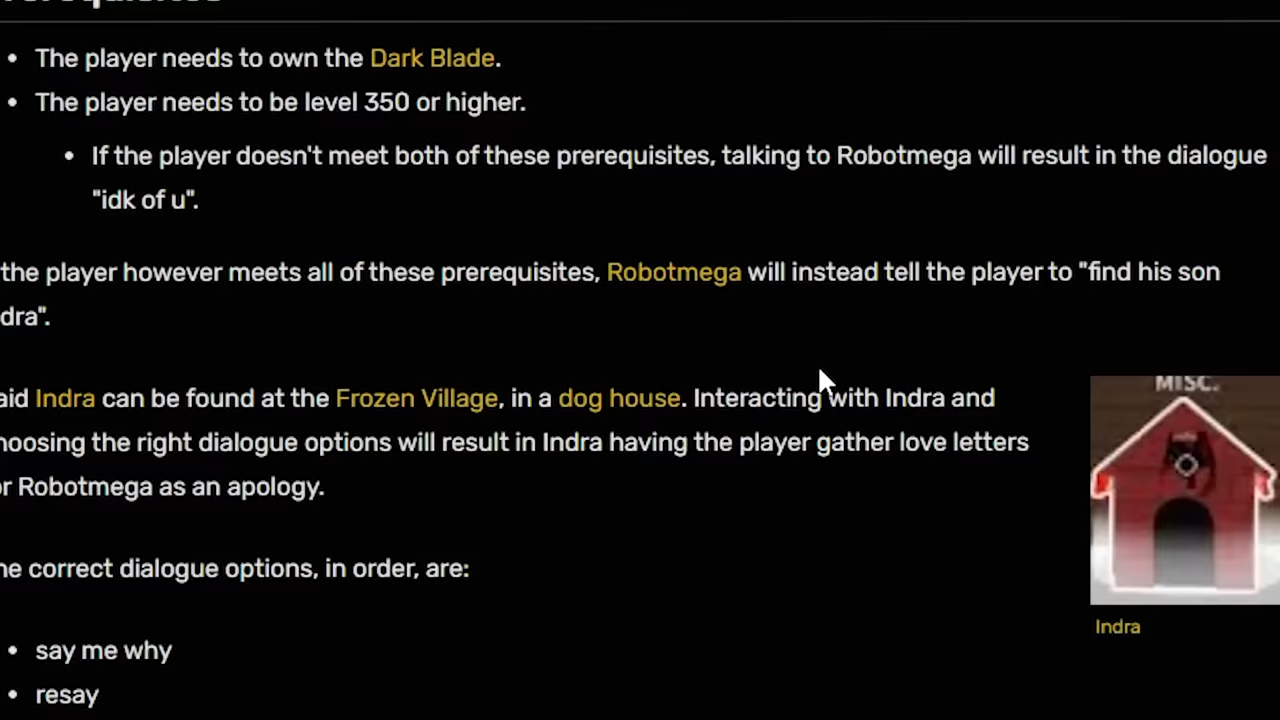 The player needs to own the Dark Blade.
The player needs to be level 350 or higher.
If the player doesn't meet both of these prerequisites, talking to Robotmega will result in the dialogue
"idk of u".
the player however meets all of these prerequisites, Robotmega will instead tell the player to "find his son
dra".
aid Indra can be found at the Frozen Village, in a dog house. Interacting with Indra and
hoosing the right dialogue options will result in Indra having the player gather love letters
or Robotmega as an apology.
MISC.
Indra
he correct dialogue options, in order, are:
say me why
resay